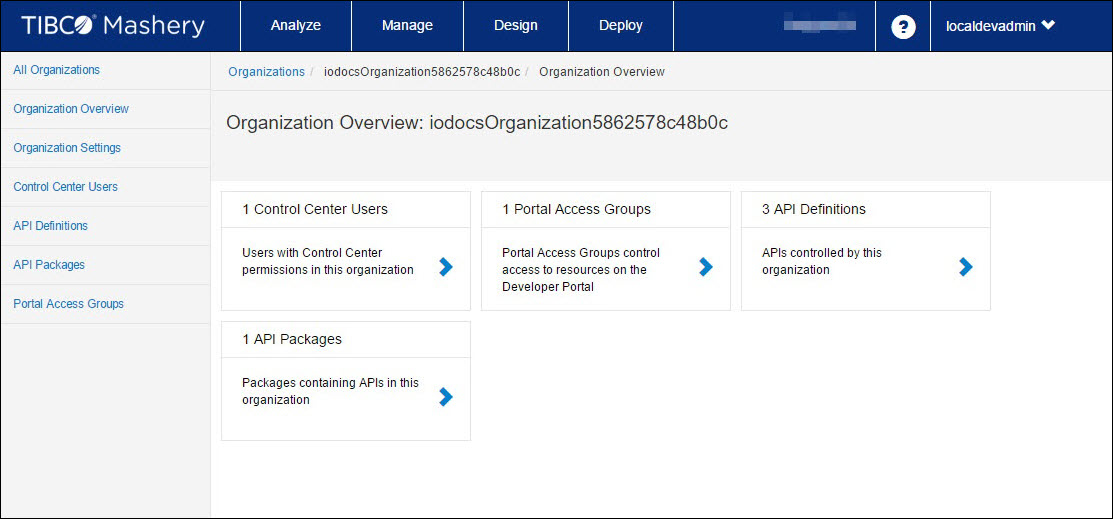 TIBCO® Mashery Analyze Manage Design Deploy ? localdevadmin
All Organizations
Organization Overview
Organization Settings
Control Center Users
API Definitions
API Packages
Portal Access Groups
Organizations / iodocsOrganization5862578c48b0c / Organization Overview
Organization Overview: iodocsOrganization5862578c48b0c
1 Control Center Users
Users with Control Center
permissions in this organization
1 Portal Access Groups
Portal Access Groups control
access to resources on the
Developer Portal
3 API Definitions
APIs controlled by this
organization
1 API Packages
Packages containing APIs in this
organization